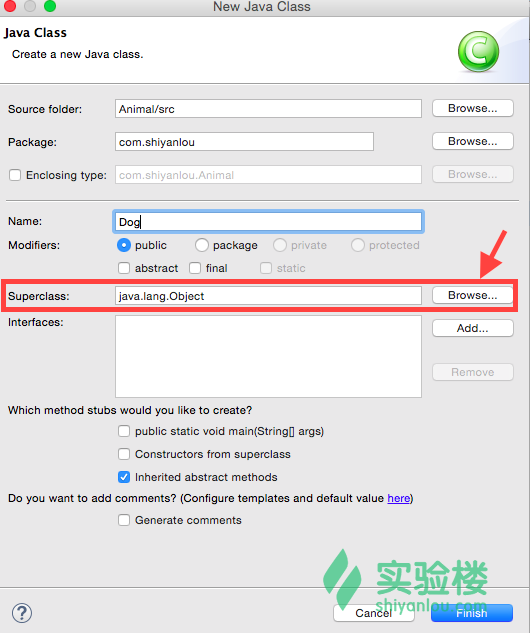 New Java Class
Java Class
Create a new Java class.
Source folder: Animal/src Browse...
Package: com.shiyanlou Browse...
Enclosing type: com.shiyanlou.Animal Browse...
Name: Dog
Modifiers: public package private protected
abstract final static
Superclass: java.lang.Object Browse...
Interfaces: Add...
Remove
Which method stubs would you like to create?
public static void main(String[] args)
Constructors from superclass
Inherited abstract methods
Do you want to add comments? (Configure templates and default value here)
Generate comments
实验楼
shiyanlou.com
? Cancel Finish